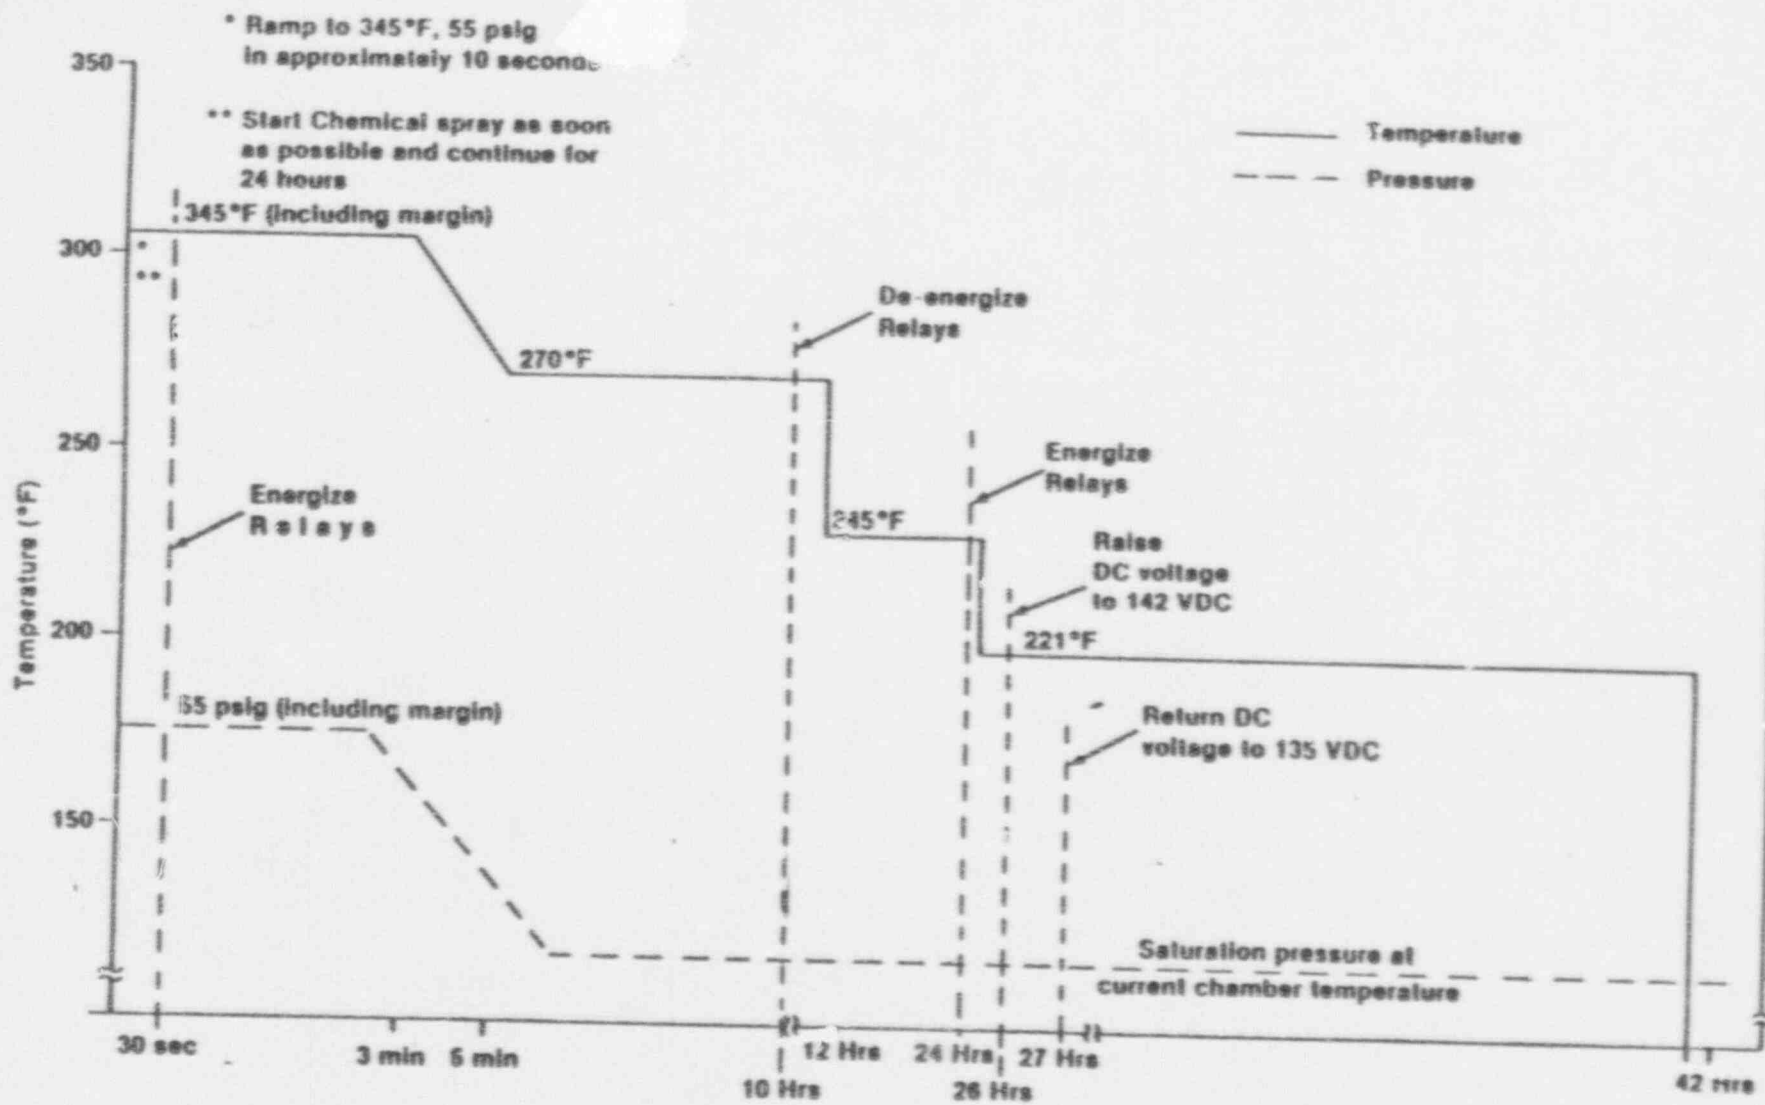 * Ramp to 345°F, 55 psig
in approximately 10 seconds
** Start Chemical spray as soon
as possible and continue for
24 hours
Temperature
Pressure
350
300
250
200
150
Temperature (°F)
345°F (including margin)
*
**
De-energize
Relays
270°F
Energize
Relays
Energize
Relays
245°F
Raise
DC voltage
to 142 VDC
221°F
psig (including margin)
Return DC
voltage to 135 VDC
Saturation pressure at
current chamber temperature
30 sec
3 min
5 min
10 Hrs
12 Hrs
24 Hrs
26 Hrs
27 Hrs
42 Hrs